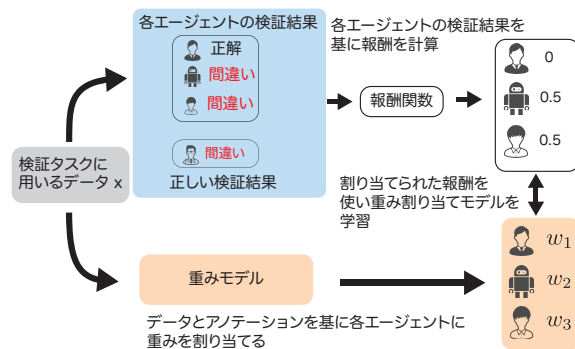 各エージェントの検証結果
正解
間違い
間違い
間違い
正しい検証結果
各エージェントの検証結果を
基に報酬を計算
報酬関数
0
0.5
0.5
検証タスクに
用いるデータ x
割り当てられた報酬を
使い重み割り当てモデルを
学習
重みモデル
w₁
w₂
w₃
データとアノテーションを基に各エージェントに
重みを割り当てる